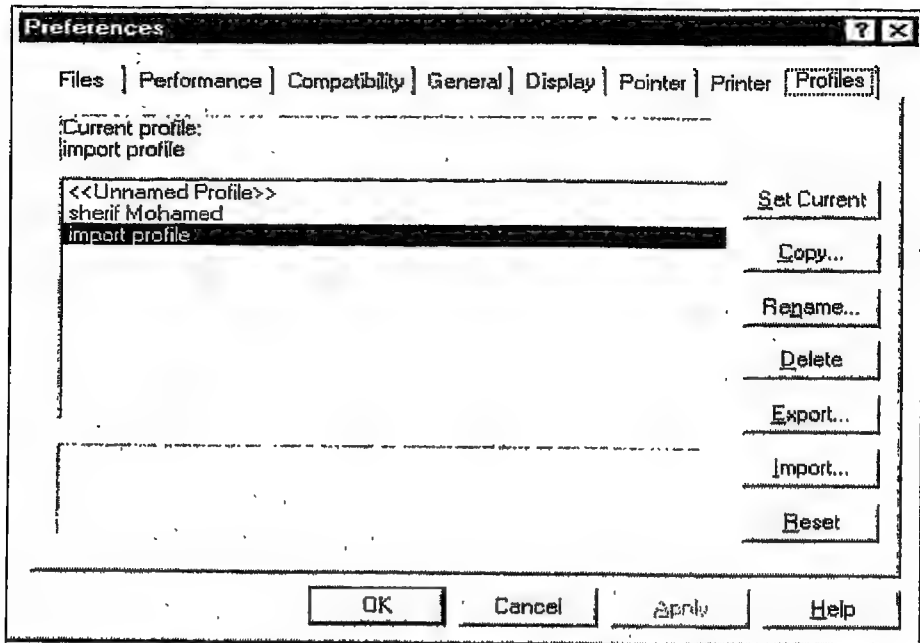 Preferences
Files Performance Compatibility General Display Pointer Printer Profiles
Current profile:
import profile
<<Unnamed Profile>>
sherif Mohamed
import profile
Set Current
Copy...
Rename...
Delete
Export...
Import...
Reset
OK Cancel Apply Help